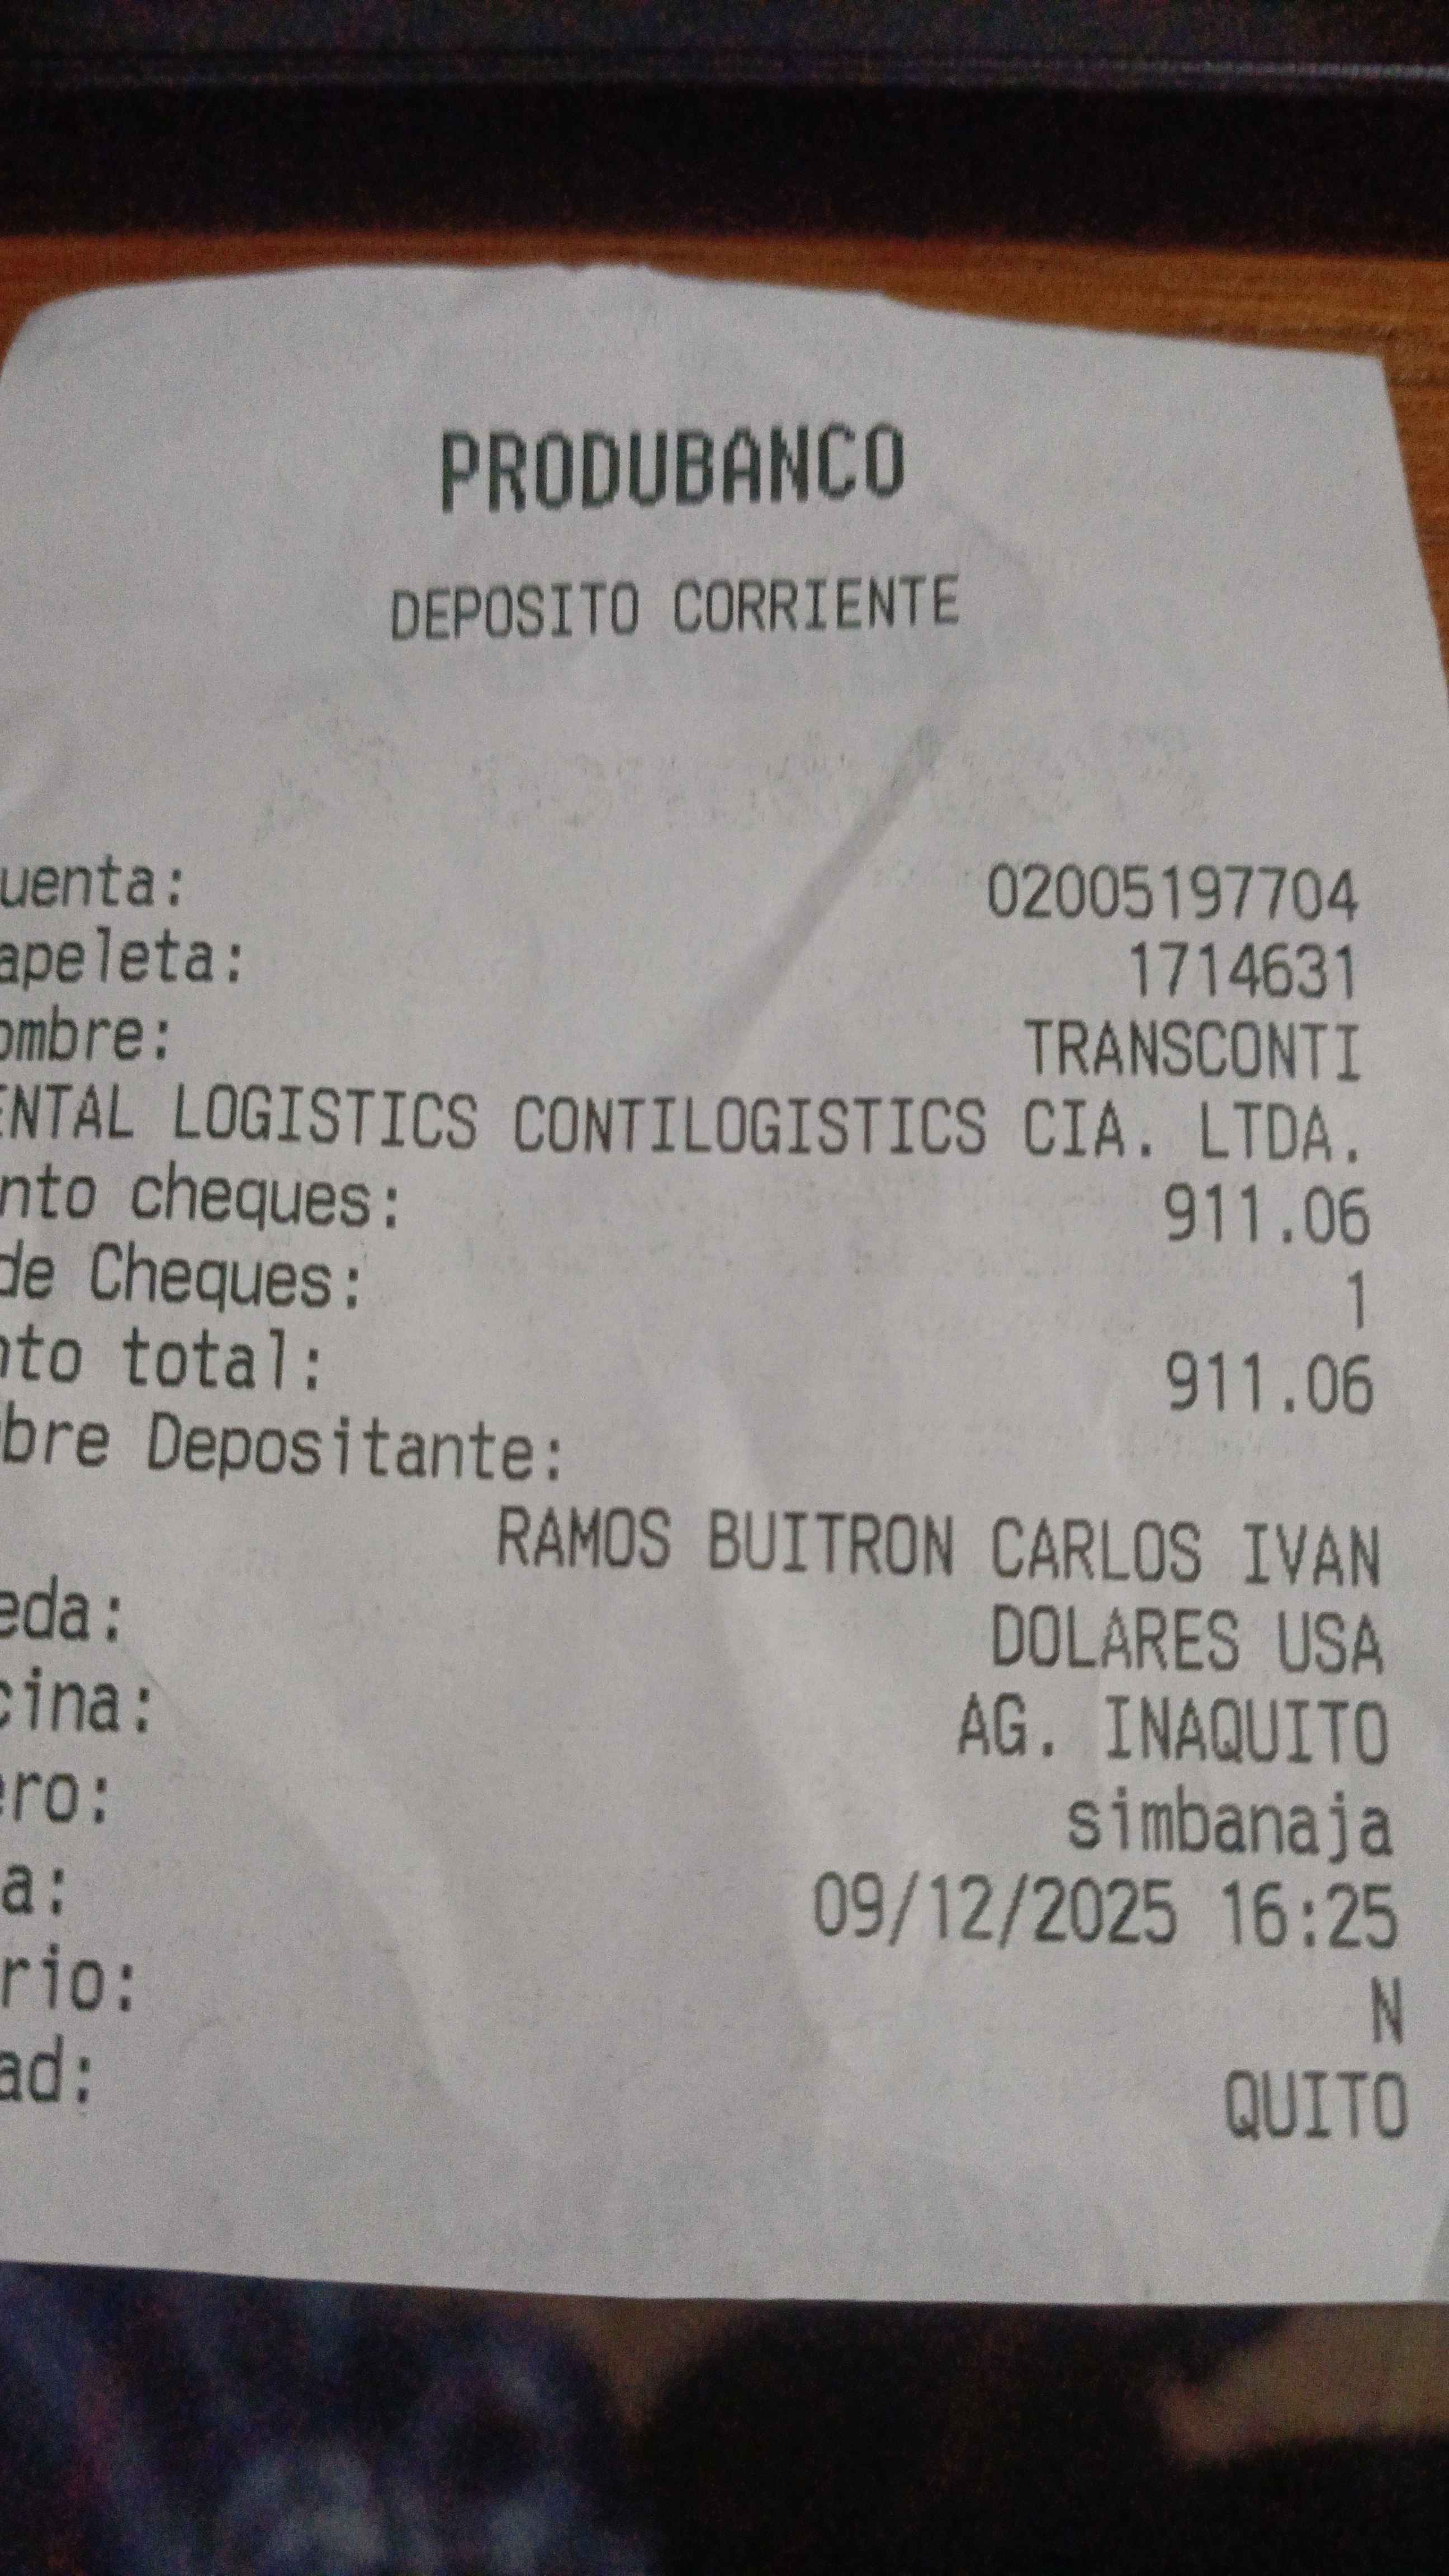 PRODUBANCO
DEPOSITO CORRIENTE
uenta: 02005197704
apeleta: 1714631
ombre: TRANSCONTI
ENTAL LOGISTICS CONTILOGISTICS CIA. LTDA.
nto cheques: 911.06
de Cheques: 1
nto total: 911.06
bre Depositante:
RAMOS BUITRON CARLOS IVAN
eda: DOLARES USA
cina: AG. INAQUITO
ero: simbanaja
a: 09/12/2025 16:25
rio: N
ad: QUITO